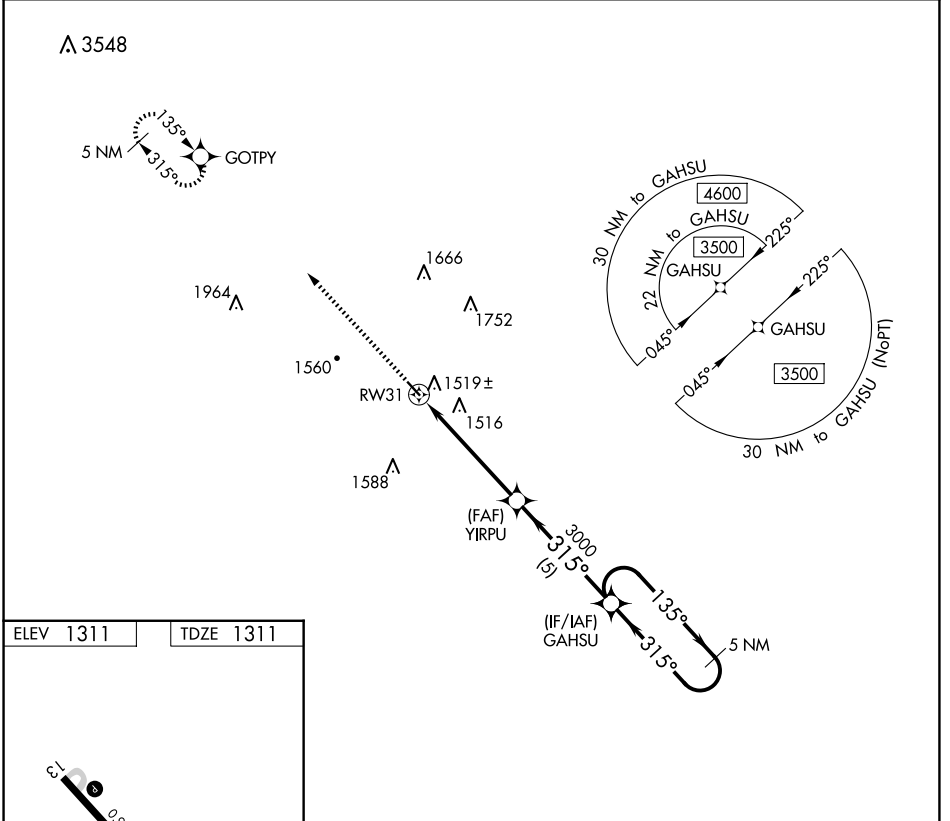 3548
135°
5 NM
315°
GOTPY
30 NM to GAHSU
4600
22 NM to GAHSU
3500
GAHSU
225°
045°
225°
GAHSU
045°
3500
30 NM to GAHSU (NoPT)
1666
1964
1752
1560
RW31
1519±
1516
1588
(FAF)
YIRPU
3000
315°
(5)
(IF/IAF)
GAHSU
135°
315°
5 NM
ELEV 1311
TDZE 1311
13
P